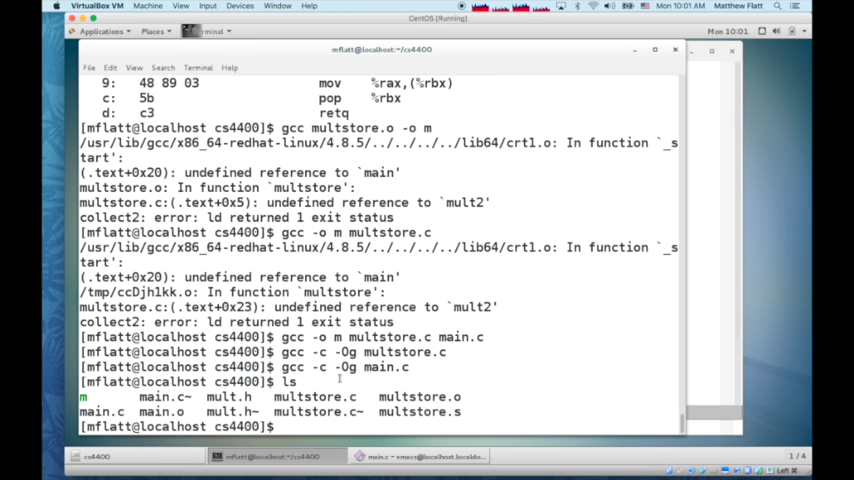 VirtualBox VM Machine View Input Devices Window Help Mon 10:01 AM Matthew Flatt
CentOS [Running]
Applications Places Terminal Mon 10:01
mflatt@localhost:~/cs4400
File Edit View Search Terminal Help
9: 48 89 03 mov %rax,(%rbx)
c: 5b pop %rbx
d: c3 retq
[mflatt@localhost cs4400]$ gcc multstore.o -o m
/usr/lib/gcc/x86_64-redhat-linux/4.8.5/../../../../lib64/crt1.o: In function `_s
tart':
(.text+0x20): undefined reference to `main'
multstore.o: In function `multstore':
multstore.c:(.text+0x5): undefined reference to `mult2'
collect2: error: ld returned 1 exit status
[mflatt@localhost cs4400]$ gcc -o m multstore.c
/usr/lib/gcc/x86_64-redhat-linux/4.8.5/../../../../lib64/crt1.o: In function `_s
tart':
(.text+0x20): undefined reference to `main'
/tmp/ccDjh1kk.o: In function `multstore':
multstore.c:(.text+0x23): undefined reference to `mult2'
collect2: error: ld returned 1 exit status
[mflatt@localhost cs4400]$ gcc -o m multstore.c main.c
[mflatt@localhost cs4400]$ gcc -c -Og multstore.c
[mflatt@localhost cs4400]$ gcc -c -Og main.c
[mflatt@localhost cs4400]$ ls
m main.c~ mult.h multstore.c multstore.o
main.c main.o mult.h~ multstore.c~ multstore.s
[mflatt@localhost cs4400]$
cs4400 mflatt@localhost:~/cs4400 main.c - emacs@localhost.localdo... 1 / 4
Left ⌘